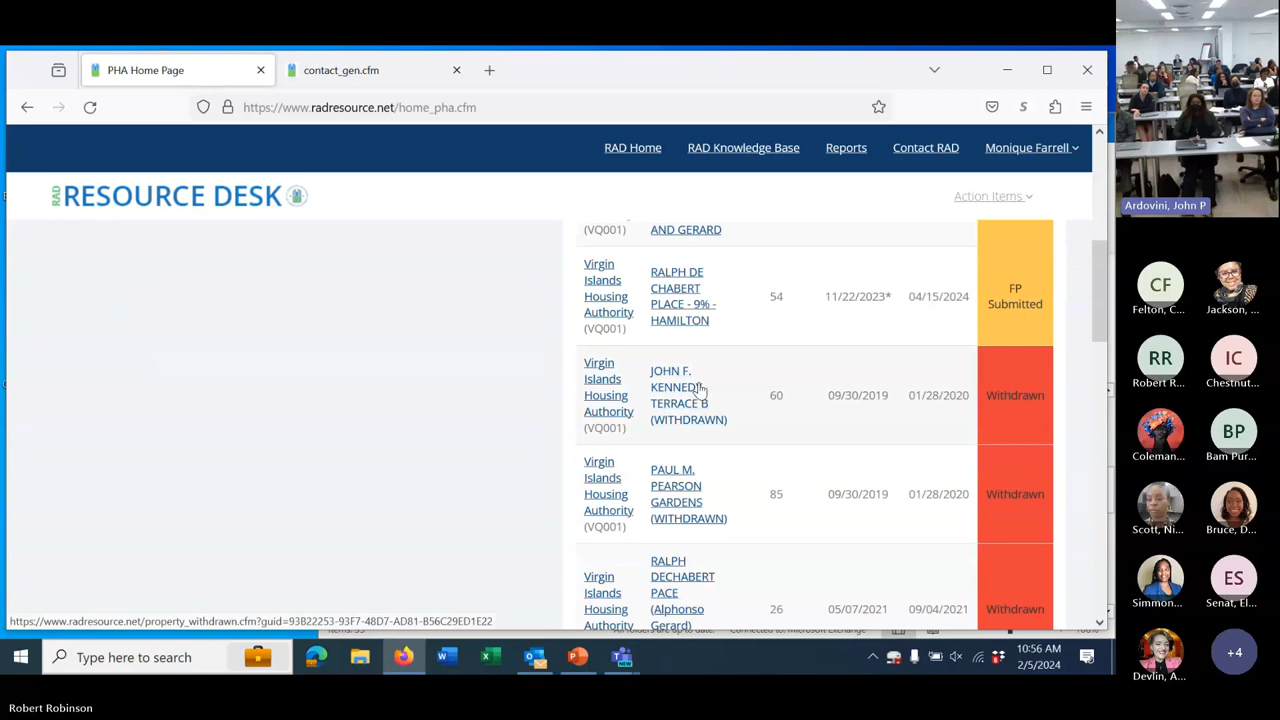 PHA Home Page
contact_gen.cfm
https://www.radresource.net/home_pha.cfm
RAD Home
RAD Knowledge Base
Reports
Contact RAD
Monique Farrell
RAD RESOURCE DESK
Action Items
(VQ001)
AND GERARD
Virgin
Islands
Housing
Authority
(VQ001)
RALPH DE
CHABERT
PLACE - 9% -
HAMILTON
54
11/22/2023*
04/15/2024
FP
Submitted
Virgin
Islands
Housing
Authority
(VQ001)
JOHN F.
KENNEDY
TERRACE B
(WITHDRAWN)
60
09/30/2019
01/28/2020
Withdrawn
Virgin
Islands
Housing
Authority
(VQ001)
PAUL M.
PEARSON
GARDENS
(WITHDRAWN)
85
09/30/2019
01/28/2020
Withdrawn
Virgin
Islands
Housing
Authority
RALPH
DECHABERT
PACE
(Alphonso
Gerard)
26
05/07/2021
09/04/2021
Withdrawn
https://www.radresource.net/property_withdrawn.cfm?guid=93B22253-93F7-48D7-AD81-B56C29ED1E22
Type here to search
10:56 AM
2/5/2024
Ardovini, John P
CF
Felton, C...
Jackson, ...
RR
Robert R...
IC
Chestnut...
Coleman...
BP
Bam Pur...
Scott, Ni...
Bruce, D...
Simmon...
ES
Senat, El...
Devlin, A...
+4
Robert Robinson